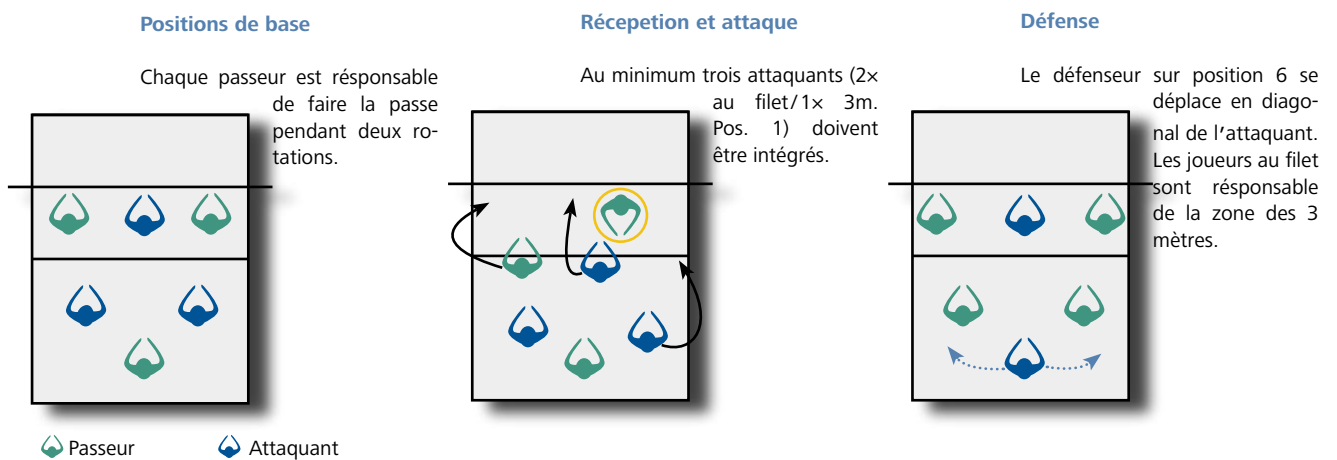 Positions de base
Chaque passeur est résponsable
de faire la passe
pendant deux ro-
tations.
Récepetion et attaque
Au minimum trois attaquants (2×
au filet/1× 3m.
Pos. 1) doivent
être intégrés.
Défense
Le défenseur sur position 6 se
déplace en diago-
nal de l'attaquant.
Les joueurs au filet
sont résponsable
de la zone des 3
mètres.
Passeur
Attaquant